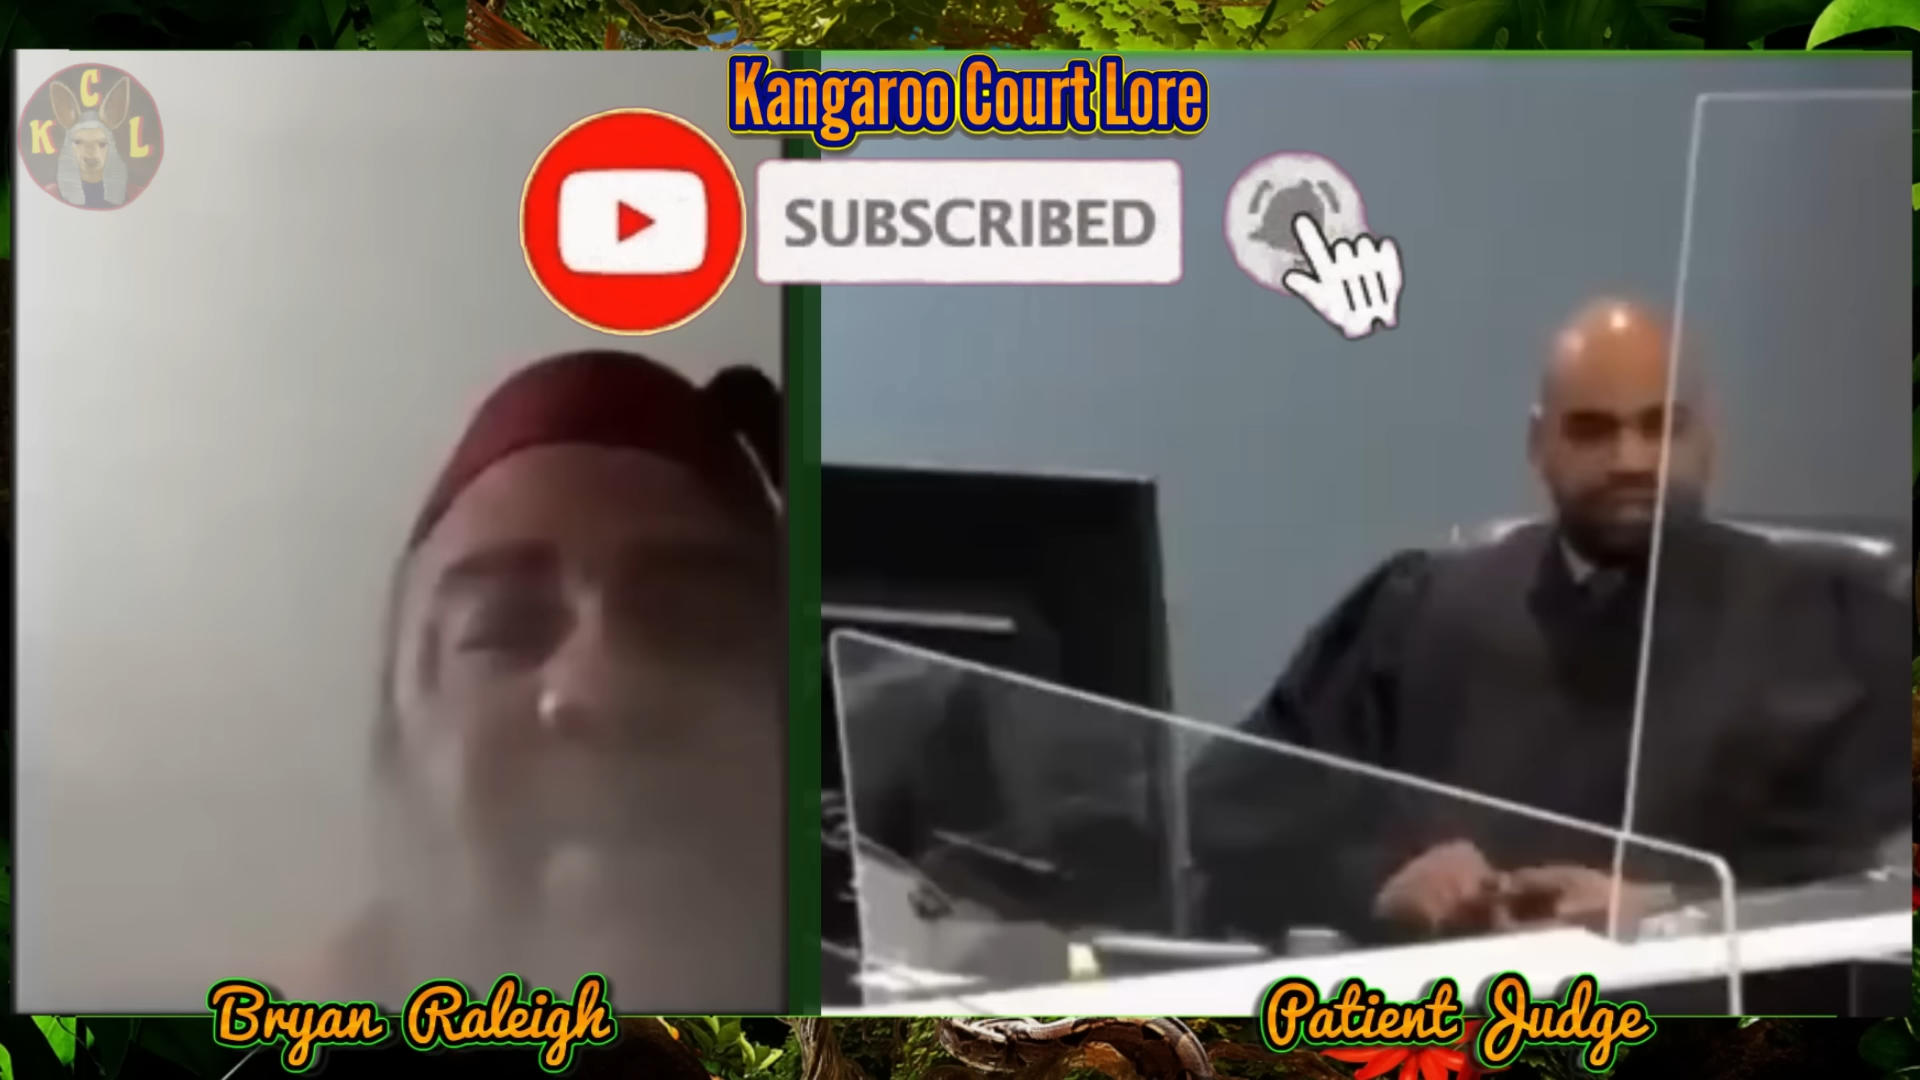 Kangaroo Court Lore
K C L
SUBSCRIBED
Bryan Raleigh
Patient Judge